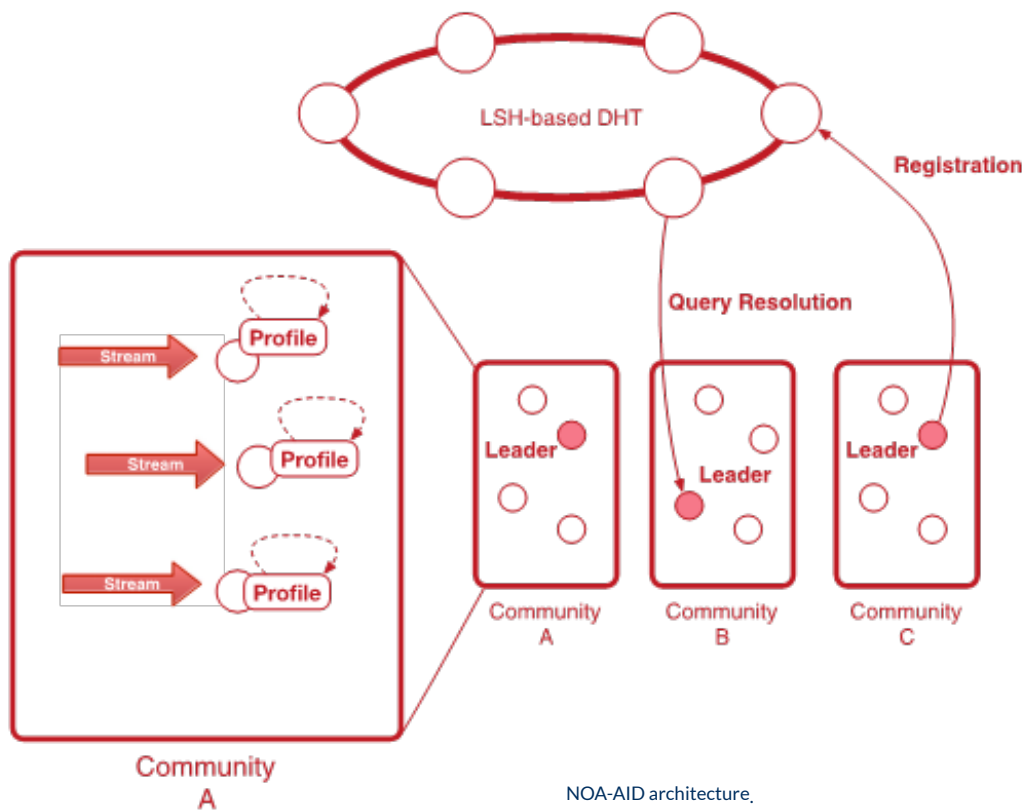 LSH-based DHT
Registration
Query Resolution
Profile
Stream
Profile
Stream
Profile
Stream
Leader
Leader
Leader
Community
A
Community
B
Community
C
Community
A
NOA-AID architecture.